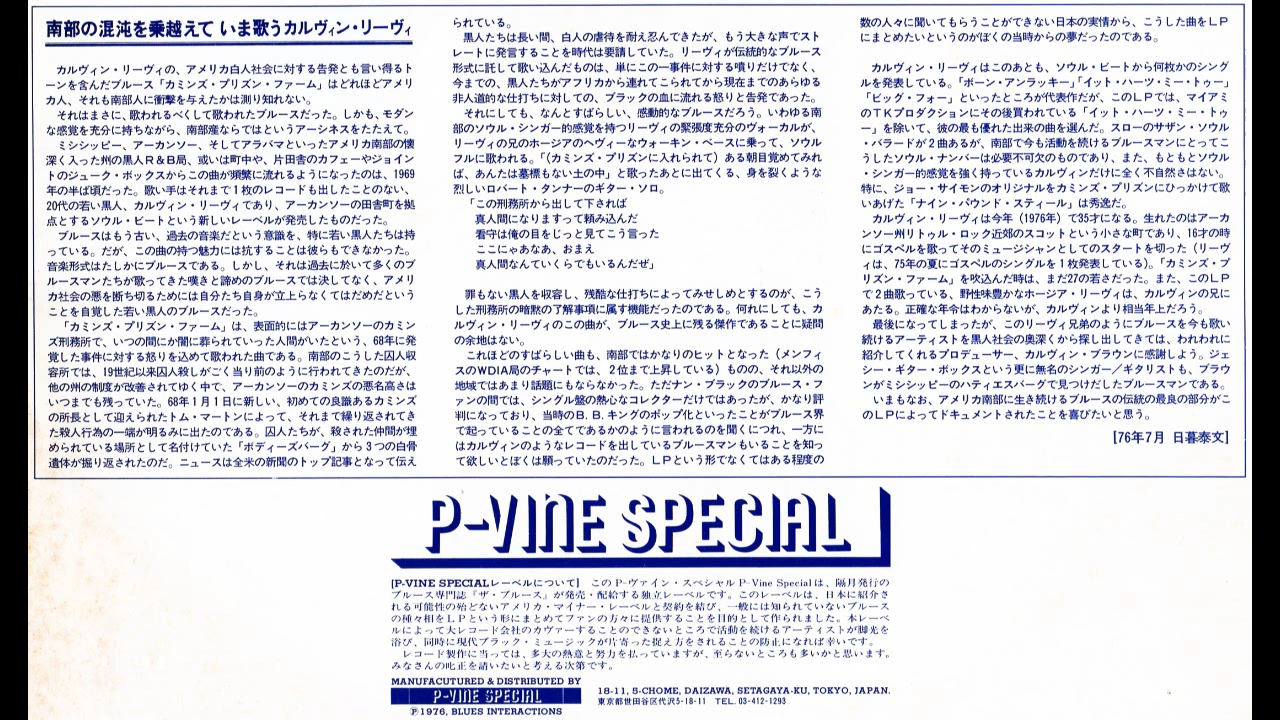 南部の混沌を乗越えて いま歌うカルヴィン・リーヴィ
カルヴィン・リーヴィの、アメリカ白人社会に対する告発とも言い得るト
ーンを含んだブルース「カミンズ・プリズン・ファーム」はどれほどアメリ
カ人、それも南部人に衝撃を与えたかは測り知れない。
それはまさに、歌われるべくして歌われたブルースだった。しかも、モダン
な感覚を充分に持ちながら、南部産ならではというアーシネスをたたえて。
ミシシッピー、アーカンソー、そしてアラバマといったアメリカ南部の懐
深く入った州の黒人R&B局、或いは町中や、片田舎のカフェーやジョイン
トのジューク・ボックスからこの曲が頻繁に流れるようになったのは、1969
年の半ば頃だった。歌い手はそれまで1枚のレコードも出したことのない、
20代の若い黒人、カルヴィン・リーヴィであり、アーカンソーの田舎町を拠
点とするソウル・ビートという新しいレーベルが発売したものだった。
ブルースはもう古い、過去の音楽だという意識を、特に若い黒人たちは持
っている。だが、この曲の持つ魅力には抗することは彼らもできなかった。
音楽形式はたしかにブルースである。しかし、それは過去に於いて多くのブ
ルースマンたちが歌ってきた嘆きと諦めのブルースでは決してなく、アメリ
カ社会の悪を断ち切るためには自分たち自身が立上らなくてはだめだという
ことを自覚した若い黒人のブルースだった。
「カミンズ・プリズン・ファーム」は、表面的にはアーカンソーのカミン
ズ刑務所で、いつの間にか闇に葬られていった人間がいたという、68年に発
覚した事件に対する怒りを込めて歌われた曲である。南部のこうした囚人収
容所では、19世紀以来囚人殺しがごく当り前のように行われてきたのだが、
他の州の制度が改善されてゆく中で、アーカンソーのカミンズの悪名高さは
いつまでも残っていた。68年1月1日に新しい、初めての良識あるカミンズ
の所長として迎えられたトム・マートンによって、それまで繰り返されてき
た殺人行為の一端が明るみに出たのである。囚人たちが、殺された仲間が埋
められている場所として名付けていた「ボディーズバーグ」から3つの白骨
遺体が掘り返されたのだ。ニュースは全米の新聞のトップ記事となって伝え
られている。
黒人たちは長い間、白人の虐待を耐え忍んできたが、もう大きな声でスト
レートに発言することを時代は要請していた。リーヴィが伝統的なブルース
形式に託して歌い込んだものは、単にこの一事件に対する噴りだけでなく、
今までの、黒人たちがアフリカから連れてこられてから現在までのあらゆる
非人道的な仕打ちに対しての、ブラックの血に流れる怒りと告発であった。
それにしても、なんとすばらしい、感動的なブルースだろう。いわゆる南
部のソウル・シンガー的感覚を持つリーヴィの緊張度充分のヴォーカルが、
リーヴィの兄のホージアのヘヴィーなウォーキン・ベースに乗って、ソウル
フルに歌われる。「(カミンズ・プリズンに入れられて)ある朝目覚めてみれ
ば、あんたは墓標もない土の中」と歌ったあとに出てくる、身を裂くような
烈しいロバート・タンナーのギター・ソロ。
「この刑務所から出して下されば
真人間になりますって頼み込んだ
看守は俺の目をじっと見てこう言った
ここにゃあなあ、おまえ
真人間なんていくらでもいるんだぜ」
罪もない黒人を収容し、残酷な仕打ちによってみせしめとするのが、こう
した刑務所の暗黙の了解事項に属す機能だったのである。何れにしても、カ
ルヴィン・リーヴィのこの曲が、ブルース史上に残る傑作であることに疑問
の余地はない。
これほどのすばらしい曲も、南部ではかなりのヒットとなった(メンフィ
スのWDIA局のチャートでは、2位まで上昇している)ものの、それ以外の
地域ではあまり話題にもならなかった。ただナン・ブラックのブルース・フ
ァンの間では、シングル盤の熱心なコレクターだけではあったが、かなり評
判になっており、当時のB.B.キングのポップ化といったことがブルース界
で起っていることの全てであるかのように言われるのを聞くにつれ、一方に
はカルヴィンのようなレコードを出しているブルースマンもいることを知っ
て欲しいとぼくは願っていたのだった。LPという形でなくてはある程度の
数の人々に聞いてもらうことができない日本の実情から、こうした曲をLP
にまとめたいというのがぼくの当時からの夢だったのである。
カルヴィン・リーヴィはこのあとも、ソウル・ビートから何枚かのシング
ルを発表している。「ボーン・アンラッキー」「イット・ハーツ・ミー・トゥー」
「ビッグ・フォー」といったところが代表作だが、このLPでは、マイアミ
のTKプロダクションにその後買われている「イット・ハーツ・ミー・トゥ
ー」を除いて、彼の最も優れた出来の曲を選んだ。スローのサザン・ソウル
・バラードが2曲あるが、南部で今も活動を続けるブルースマンにとってこ
うしたソウル・ナンバーは必要不可欠のものであり、また、もともとソウル
・シンガー的感覚を強く持っているカルヴィンだけに全く不自然さはない。
特に、ジョー・サイモンのオリジナルをカミンズ・プリズンにひっかけて歌
いあげた「ナイン・パウンド・スティール」は秀逸だ。
カルヴィン・リーヴィは今年(1976年)で35才になる。生れたのはアーカ
ンソー州リトゥル・ロック近郊のスコットという小さな町であり、16才の時
にゴスペルを歌ってそのミュージシャンとしてのスタートを切った(リーヴ
ィは、75年の夏にゴスペルのシングルを1枚発表している)。「カミンズ・プ
リズン・ファーム」を吹込んだ時は、まだ27の若さだった。また、このLP
で2曲歌っている、野性味豊かなホージア・リーヴィは、カルヴィンの兄に
あたる。正確な年令はわからないが、カルヴィンより相当年上だろう。
最後になってしまったが、このリーヴィ兄弟のようにブルースを今も歌い
続けるアーティストを黒人社会の奥深くから探し出してきては、われわれに
紹介してくれるプロデューサー、カルヴィン・ブラウンに感謝しよう。ジェ
シー・ギター・ボックスという更に無名のシンガー/ギタリストも、ブラウ
ンがミシシッピーのハティエスバーグで見つけだしたブルースマンである。
いまもなお、アメリカ南部に生き続けるブルースの伝統の最良の部分がこ
のLPによってドキュメントされたことを喜びたいと思う。
[76年7月 日暮泰文]
P-VINE SPECIAL
[P-VINE SPECIALレーベルについて] このP-ヴァイン・スペシャルP-Vine Specialは、隔月発行の
ブルース専門誌『ザ・ブルース』が発売・配給する独立レーベルです。このレーベルは、日本に紹介さ
れる可能性の殆どないアメリカ・マイナー・レーベルと契約を結び、一般には知られていないブルース
の種々相をLPという形にまとめてファンの方々に提供することを目的として作られました。本レーベ
ルによって大レコード会社のカヴァーすることのできないところで活動を続けるアーティストが脚光を
浴び、同時に現代ブラック・ミュージックが片寄った捉え方をされることの防止になれば幸いです。
レコード製作に当っては、多大の熱意と努力を払っていますが、至らないところも多いかと思います。
みなさんの叱正を請いたいと考える次第です。
MANUFACUTURED & DISTRIBUTED BY
P-VINE SPECIAL
Ⓟ1976, BLUES INTERACTIONS
18-11, 5-CHOME, DAIZAWA, SETAGAYA-KU, TOKYO, JAPAN.
東京都世田谷区代沢5-18-11 TEL. 03-412-1293